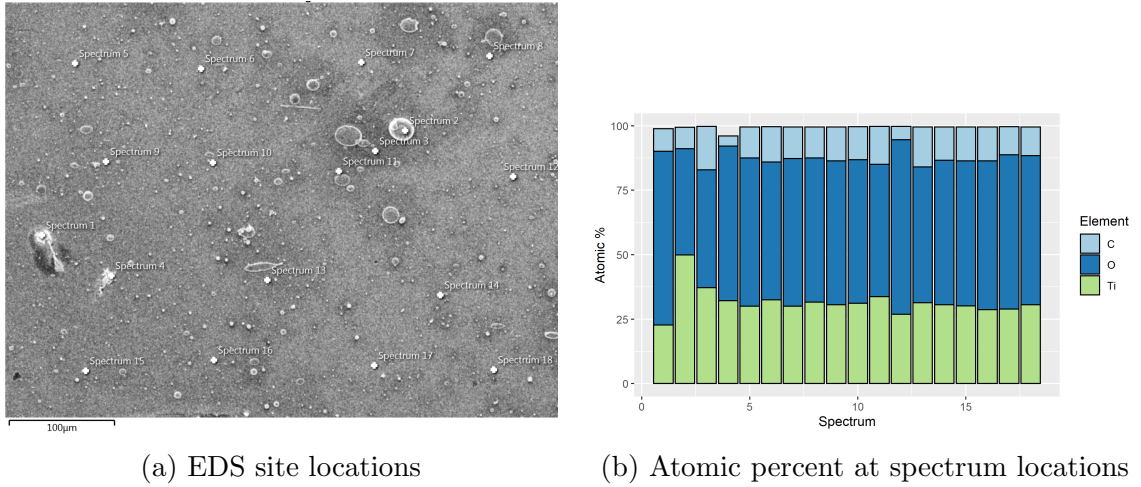 Spectrum 5
Spectrum 6
Spectrum 7
Spectrum 8
Spectrum 2
Spectrum 3
Spectrum 9
Spectrum 10
Spectrum 11
Spectrum 12
Spectrum 1
Spectrum 4
Spectrum 13
Spectrum 14
Spectrum 15
Spectrum 16
Spectrum 17
Spectrum 18
100µm
(a) EDS site locations
Atomic %
100
75
50
25
0
0
5
10
15
Spectrum
Element
C
O
Ti
(b) Atomic percent at spectrum locations